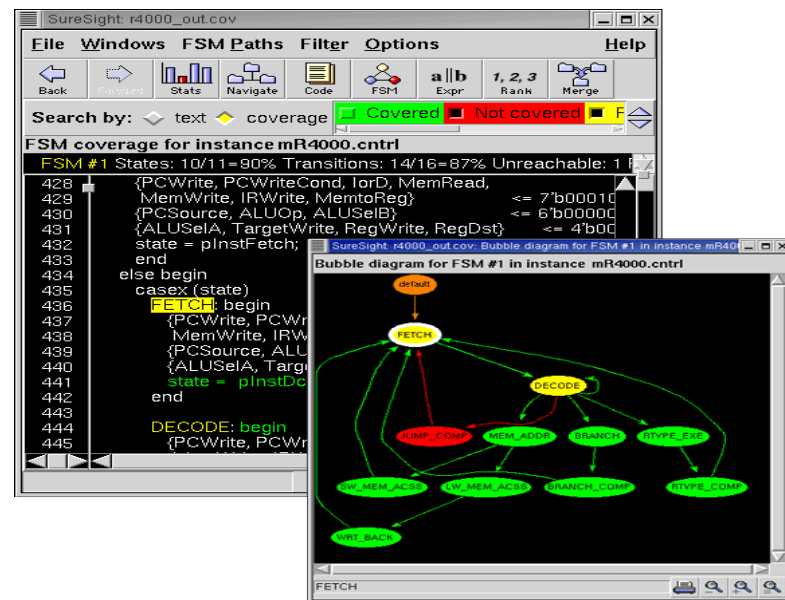 SureSight: r4000_out.cov
File Windows FSM Paths Filter Options Help
Back Forward Stats Navigate Code FSM Expr Rank Merge
a||b 1, 2, 3
Search by: text coverage Covered Not covered F
FSM coverage for instance mR4000.cntrl
FSM #1 States: 10/11=90% Transitions: 14/16=87% Unreachable: 1
428 {PCWrite, PCWriteCond, IorD, MemRead,
429 MemWrite, IRWrite, MemtoReg} <= 7'b00010
430 {PCSource, ALUOp, ALUSelB} <= 6'b00000
431 {ALUSelA, TargetWrite, RegWrite, RegDst} <= 4'b00
432 state = pInstFetch;
433 end
434 else begin
435 casex (state)
436 FETCH: begin
437 {PCWrite, PCWr
438 MemWrite, IRW
439 {PCSource, ALU
440 {ALUSelA, Targ
441 state = pInstDc
442 end
443
444 DECODE: begin
445 {PCWrite, PCWr
SureSight: r4000_out.cov: Bubble diagram for FSM #1 in instance mR40
Bubble diagram for FSM #1 in instance mR4000.cntrl
default
FETCH
DECODE
JUMP_COMP MEM_ADDR BRANCH RTYPE_EXE
SW_MEM_ACSS LW_MEM_ACSS BRANCH_COMP RTYPE_COMP
WRT_BACK
FETCH